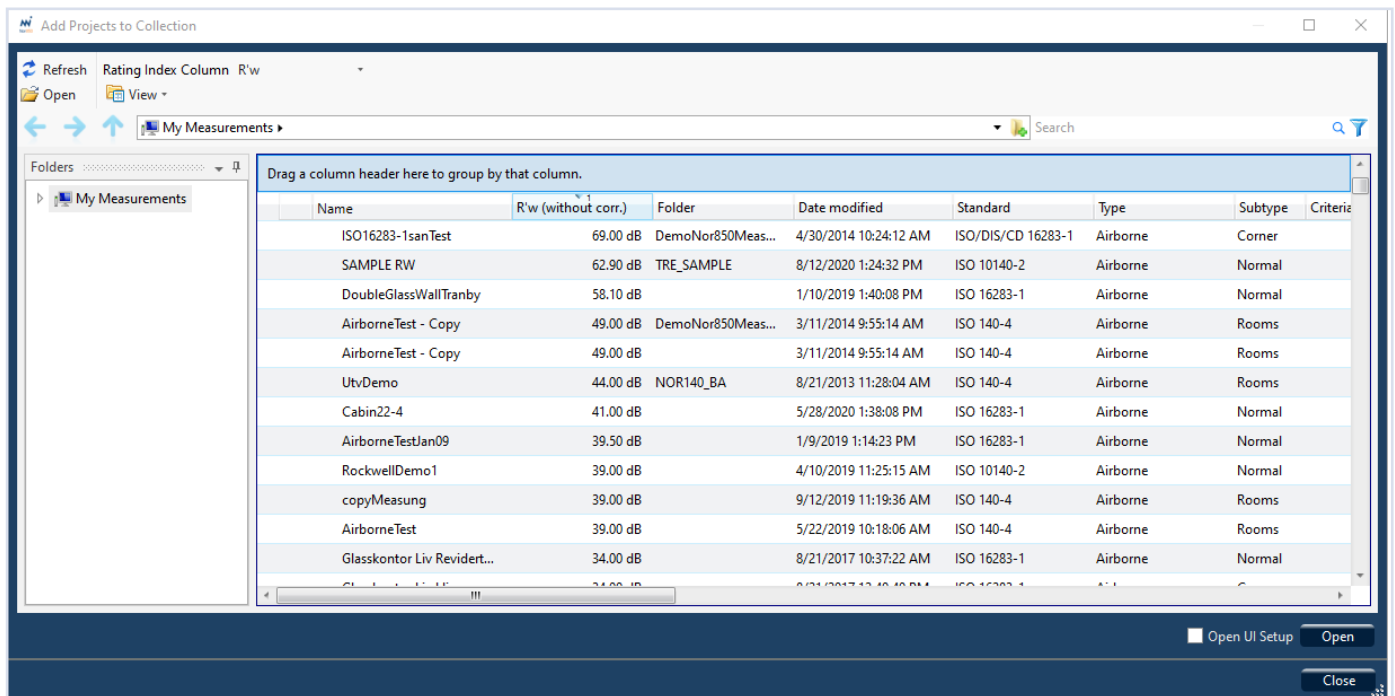 Add Projects to Collection
Refresh Rating Index Column R'w
Open View
My Measurements Search
Folders
My Measurements
Drag a column header here to group by that column.
Name R'w (without corr.) 1 Folder Date modified Standard Type Subtype Criteria
ISO16283-1sanTest 69.00 dB DemoNor850Meas... 4/30/2014 10:24:12 AM ISO/DIS/CD 16283-1 Airborne Corner
SAMPLE RW 62.90 dB TRE_SAMPLE 8/12/2020 1:24:32 PM ISO 10140-2 Airborne Normal
DoubleGlassWallTranby 58.10 dB 1/10/2019 1:40:08 PM ISO 16283-1 Airborne Normal
AirborneTest - Copy 49.00 dB DemoNor850Meas... 3/11/2014 9:55:14 AM ISO 140-4 Airborne Rooms
AirborneTest - Copy 49.00 dB 3/11/2014 9:55:14 AM ISO 140-4 Airborne Rooms
UtvDemo 44.00 dB NOR140_BA 8/21/2013 11:28:04 AM ISO 140-4 Airborne Rooms
Cabin22-4 41.00 dB 5/28/2020 1:38:08 PM ISO 16283-1 Airborne Normal
AirborneTestJan09 39.50 dB 1/9/2019 1:14:23 PM ISO 16283-1 Airborne Normal
RockwellDemo1 39.00 dB 4/10/2019 11:25:15 AM ISO 10140-2 Airborne Normal
copyMeasung 39.00 dB 9/12/2019 11:19:36 AM ISO 140-4 Airborne Rooms
AirborneTest 39.00 dB 5/22/2019 10:18:06 AM ISO 140-4 Airborne Rooms
Glasskontor Liv Revidert... 34.00 dB 8/21/2017 10:37:22 AM ISO 16283-1 Airborne Normal
Open UI Setup Open
Close